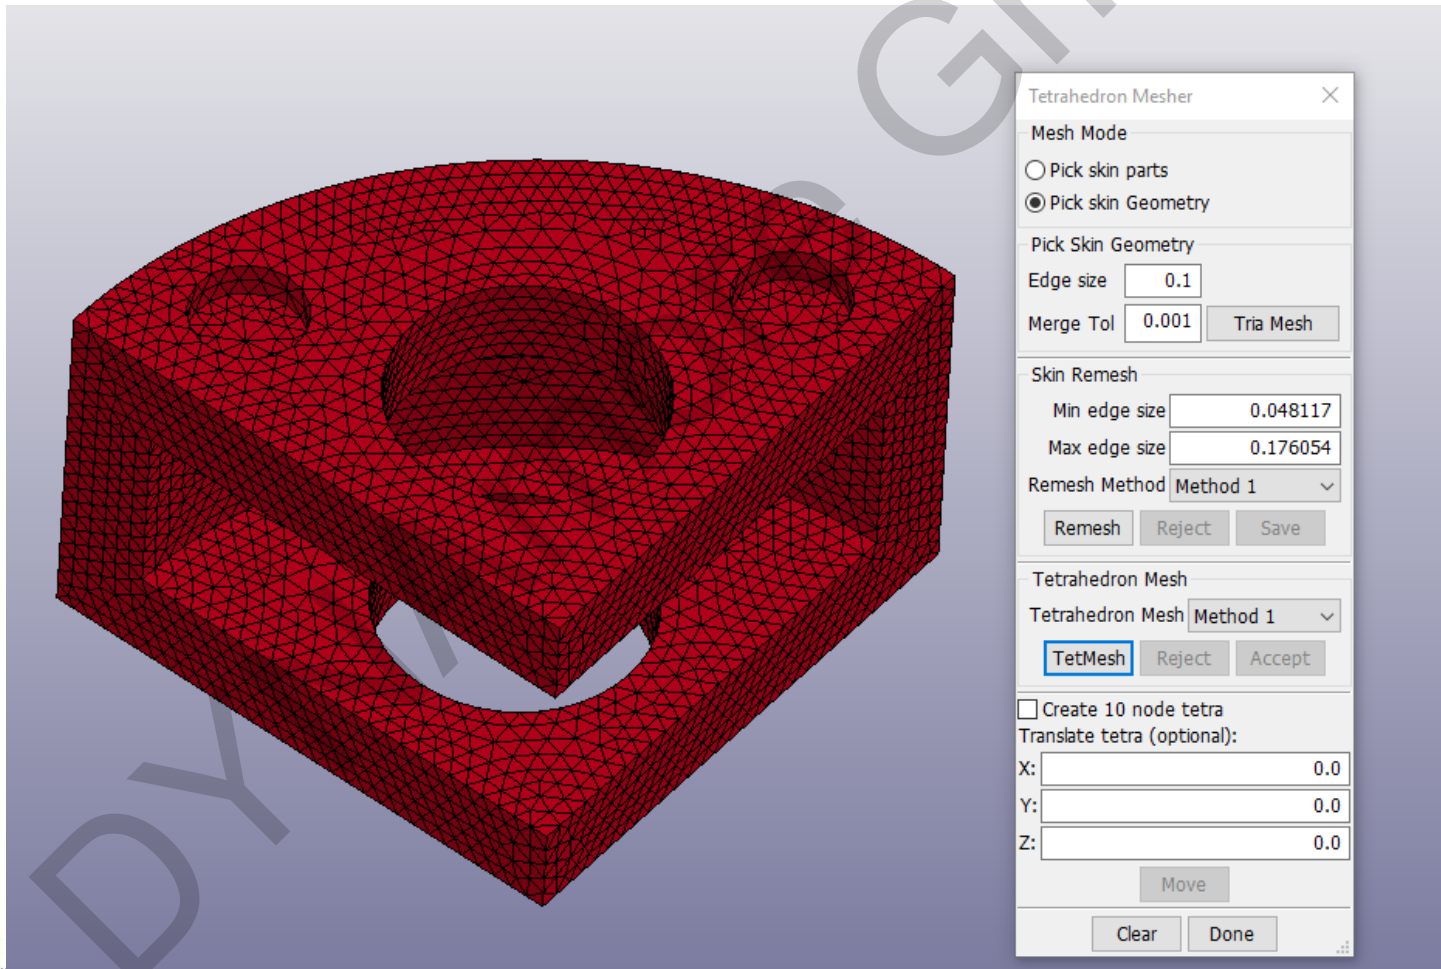 Tetrahedron Mesher
Mesh Mode
Pick skin parts
Pick skin Geometry
Pick Skin Geometry
Edge size 0.1
Merge Tol 0.001 Tria Mesh
Skin Remesh
Min edge size 0.048117
Max edge size 0.176054
Remesh Method Method 1
Remesh Reject Save
Tetrahedron Mesh
Tetrahedron Mesh Method 1
TetMesh Reject Accept
Create 10 node tetra
Translate tetra (optional):
X: 0.0
Y: 0.0
Z: 0.0
Move
Clear Done